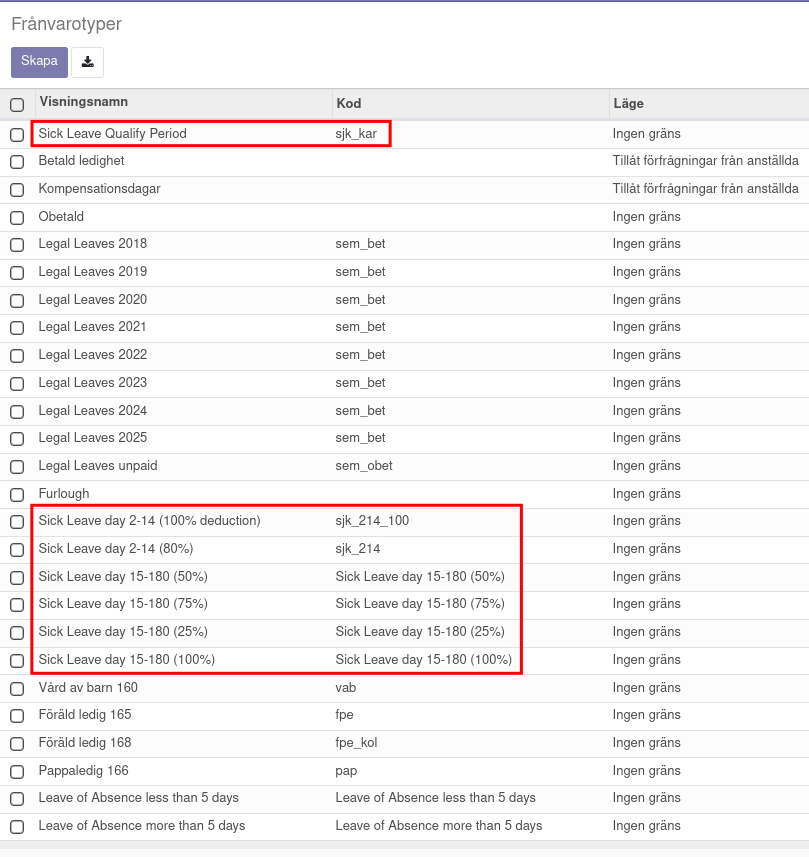 Frånvarotyper
Skapa
Visningsnamn Kod Läge
Sick Leave Qualify Period sjk_kar Ingen gräns
Betald ledighet Tillåt förfrågningar från anställda
Kompensationsdagar Tillåt förfrågningar från anställda
Obetald Ingen gräns
Legal Leaves 2018 sem_bet Ingen gräns
Legal Leaves 2019 sem_bet Ingen gräns
Legal Leaves 2020 sem_bet Ingen gräns
Legal Leaves 2021 sem_bet Ingen gräns
Legal Leaves 2022 sem_bet Ingen gräns
Legal Leaves 2023 sem_bet Ingen gräns
Legal Leaves 2024 sem_bet Ingen gräns
Legal Leaves 2025 sem_bet Ingen gräns
Legal Leaves unpaid sem_obet Ingen gräns
Furlough Ingen gräns
Sick Leave day 2-14 (100% deduction) sjk_214_100 Ingen gräns
Sick Leave day 2-14 (80%) sjk_214 Ingen gräns
Sick Leave day 15-180 (50%) Sick Leave day 15-180 (50%) Ingen gräns
Sick Leave day 15-180 (75%) Sick Leave day 15-180 (75%) Ingen gräns
Sick Leave day 15-180 (25%) Sick Leave day 15-180 (25%) Ingen gräns
Sick Leave day 15-180 (100%) Sick Leave day 15-180 (100%) Ingen gräns
Vård av barn 160 vab Ingen gräns
Föräld ledig 165 fpe Ingen gräns
Föräld ledig 168 fpe_kol Ingen gräns
Pappaledig 166 pap Ingen gräns
Leave of Absence less than 5 days Leave of Absence less than 5 days Ingen gräns
Leave of Absence more than 5 days Leave of Absence more than 5 days Ingen gräns